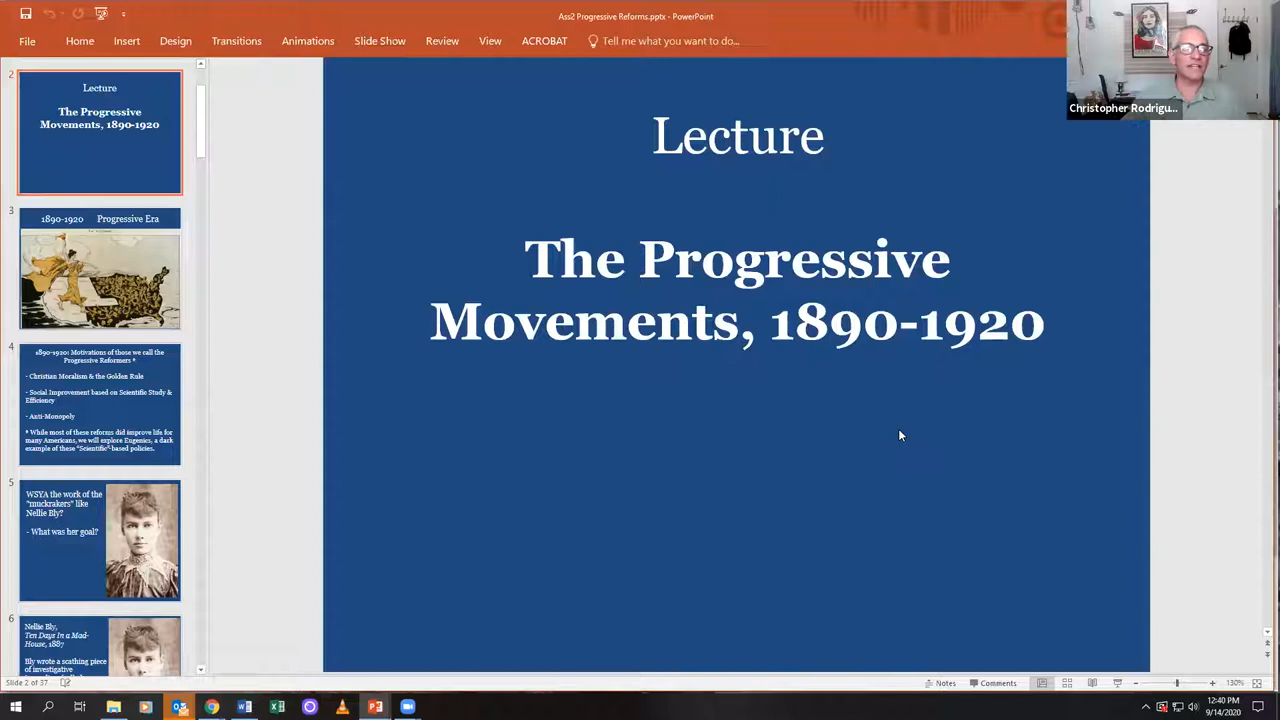 Ass2 Progressive Reforms.pptx - PowerPoint
File Home Insert Design Transitions Animations Slide Show Review View ACROBAT Tell me what you want to do...
Christopher Rodrigu...
2
Lecture
The Progressive
Movements, 1890-1920
3
1890-1920 Progressive Era
4
1890-1920: Motivations of those we call the
Progressive Reformers *
- Christian Moralism & the Golden Rule
- Social Improvement based on Scientific Study &
Efficiency
- Anti-Monopoly
* While most of these reforms did improve life for
many Americans, we will explore Eugenics, a dark
example of these "Scientific" based policies.
5
WSYA the work of the
"muckrakers" like
Nellie Bly?
- What was her goal?
6
Nellie Bly,
Ten Days In a Mad-
House, 1887
Bly wrote a scathing piece
of investigative
Lecture
The Progressive
Movements, 1890-1920
Slide 2 of 37
Notes Comments 130%
12:40 PM
9/14/2020